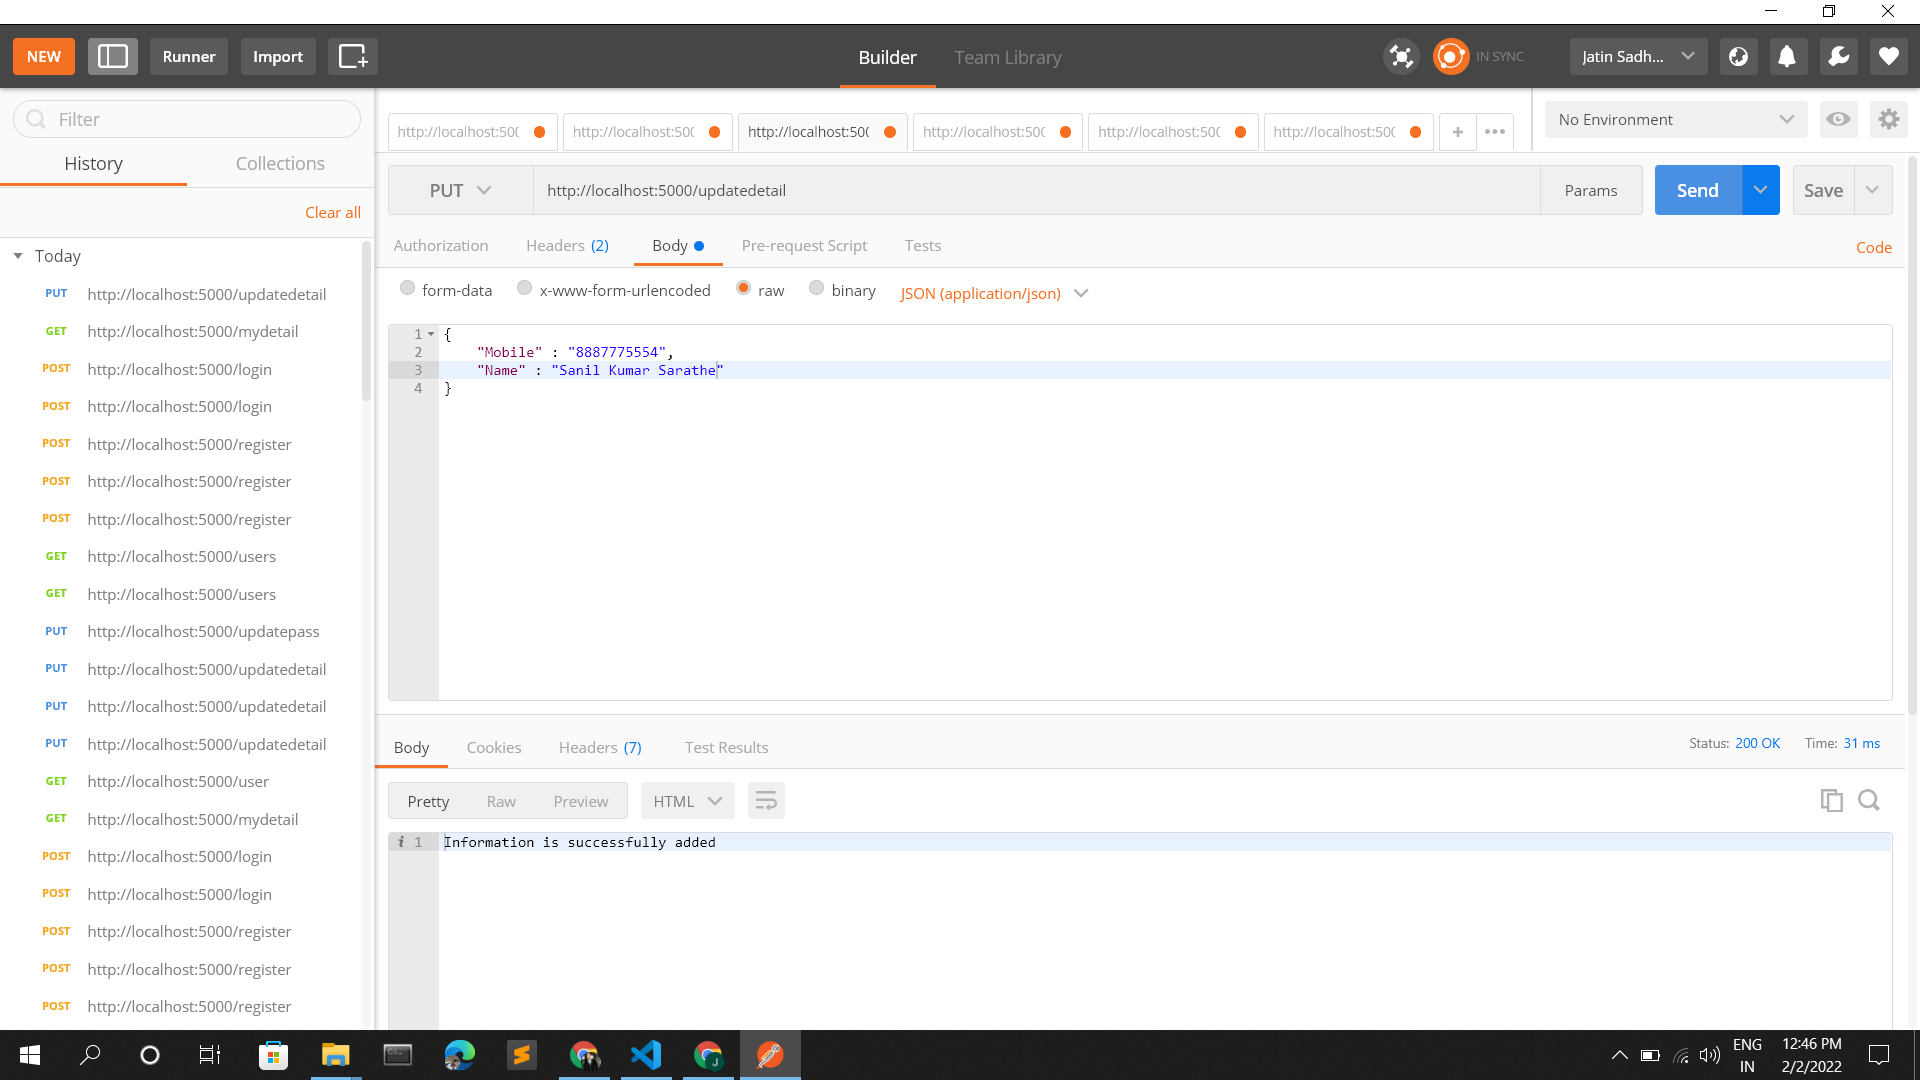 NEW
Runner
Import
Builder
Team Library
IN SYNC
Jatin Sadh...
Filter
History
Collections
Clear all
Today
PUT http://localhost:5000/updatedetail
GET http://localhost:5000/mydetail
POST http://localhost:5000/login
POST http://localhost:5000/login
POST http://localhost:5000/register
POST http://localhost:5000/register
POST http://localhost:5000/register
GET http://localhost:5000/users
GET http://localhost:5000/users
PUT http://localhost:5000/updatepass
PUT http://localhost:5000/updatedetail
PUT http://localhost:5000/updatedetail
PUT http://localhost:5000/updatedetail
GET http://localhost:5000/user
GET http://localhost:5000/mydetail
POST http://localhost:5000/login
POST http://localhost:5000/login
POST http://localhost:5000/register
POST http://localhost:5000/register
POST http://localhost:5000/register
http://localhost:500 http://localhost:500 http://localhost:500 http://localhost:500 http://localhost:500 http://localhost:500
No Environment
PUT
http://localhost:5000/updatedetail
Params
Send
Save
Authorization Headers (2) Body Pre-request Script Tests
Code
form-data x-www-form-urlencoded raw binary JSON (application/json)
1 {
2 "Mobile" : "8887775554",
3 "Name" : "Sanil Kumar Sarathe"
4 }
Body Cookies Headers (7) Test Results
Status: 200 OK Time: 31 ms
Pretty Raw Preview HTML
i 1 Information is successfully added
ENG
IN
12:46 PM
2/2/2022